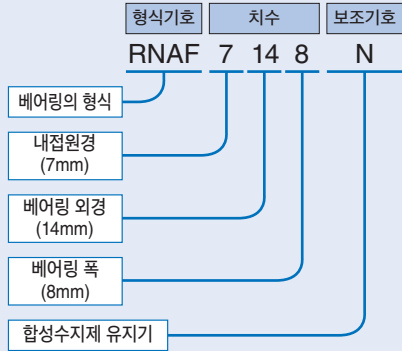 형식기호 치수 보조기호
RNAF 7 14 8 N
베어링의 형식
내접원경
(7mm)
베어링 외경
(14mm)
베어링 폭
(8mm)
합성수지제 유지기